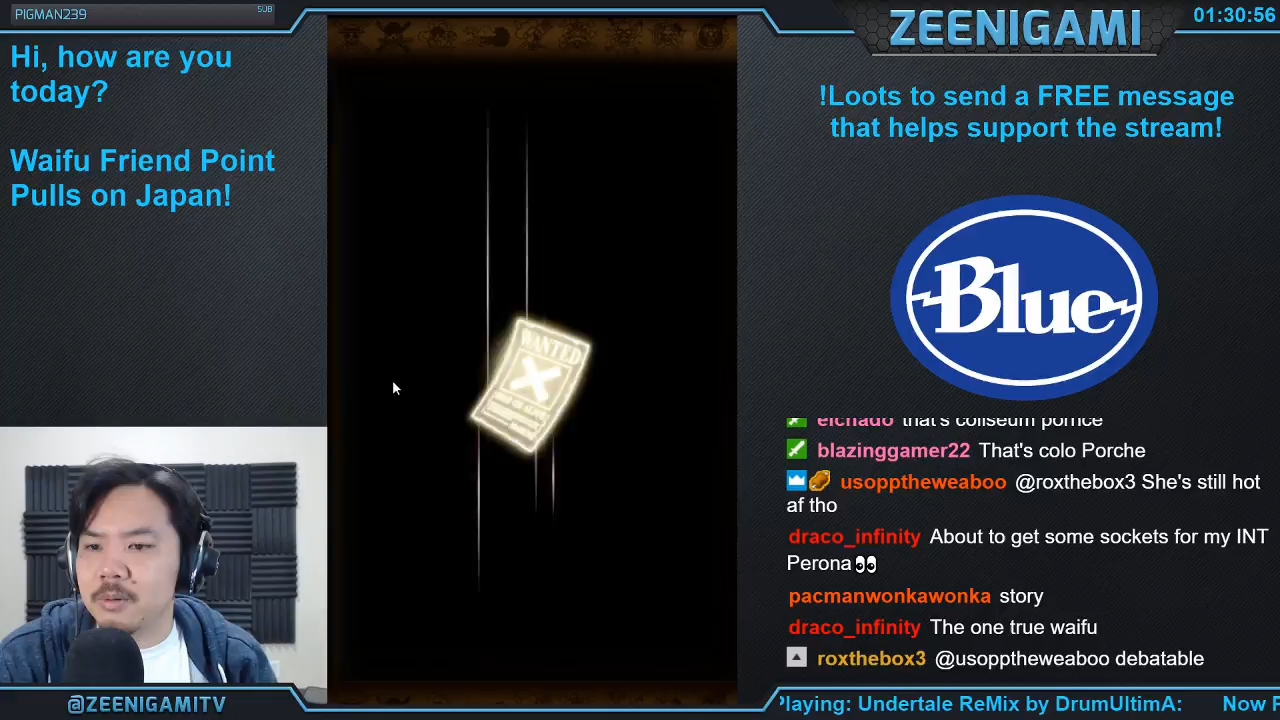 PIGMAN239
SUB
ZEENIGAMI
01:30:56
Hi, how are you
today?
Waifu Friend Point
Pulls on Japan!
!Loots to send a FREE message
that helps support the stream!
WANTED
Blue
elchado that's coliseum porhce
blazinggamer22 That's colo Porche
usopptheweaboo @roxthebox3 She's still hot
af tho
draco_infinity About to get some sockets for my INT
Perona👀
pacmanwonkawonka story
draco_infinity The one true waifu
roxthebox3 @usopptheweaboo debatable
@ZEENIGAMITV
Playing: Undertale ReMix by DrumUltimA:
Now